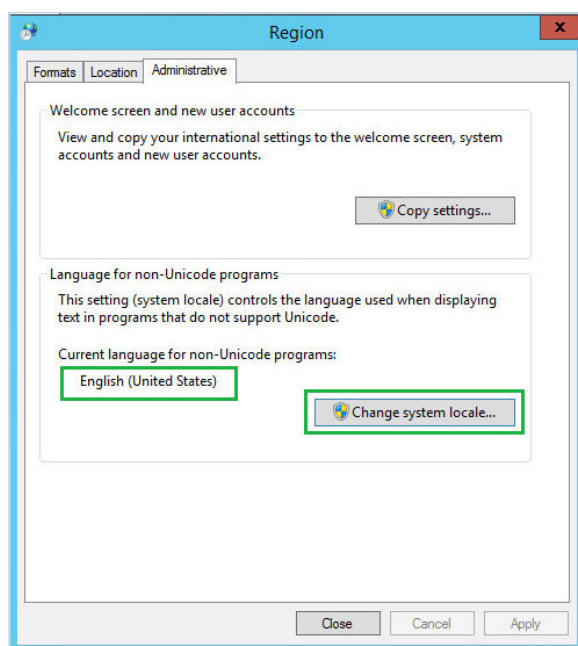 Region
x
Formats Location Administrative
Welcome screen and new user accounts
View and copy your international settings to the welcome screen, system
accounts and new user accounts.
Copy settings...
Language for non-Unicode programs
This setting (system locale) controls the language used when displaying
text in programs that do not support Unicode.
Current language for non-Unicode programs:
English (United States)
Change system locale...
Close Cancel Apply